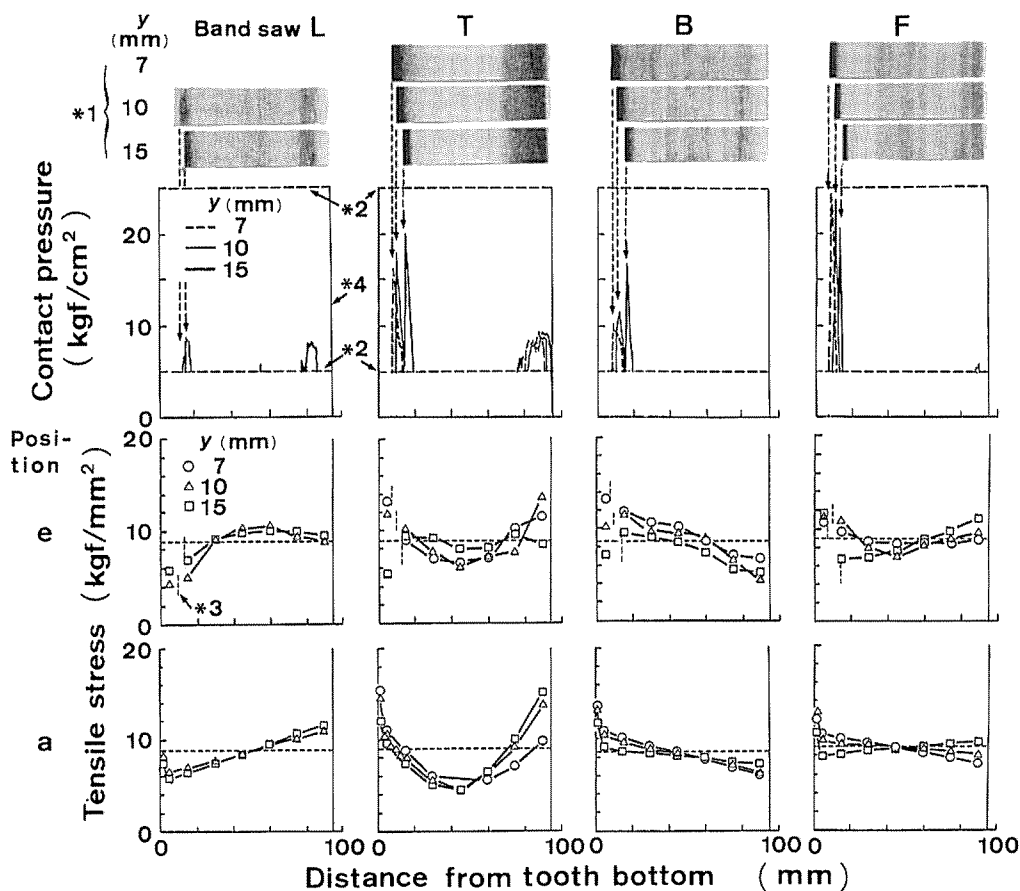 y
(mm)
Band saw L
T
B
F
7
*1
10
15
Contact pressure
(kgf/cm²)
20
10
0
y (mm)
7
10
15
*2
*4
*2
Posi-
tion
e
Tensile stress (kgf/mm²)
20
10
0
y (mm)
7
10
15
*3
a
20
10
0
0
100 0
100 0
100 0
100
Distance from tooth bottom (mm)